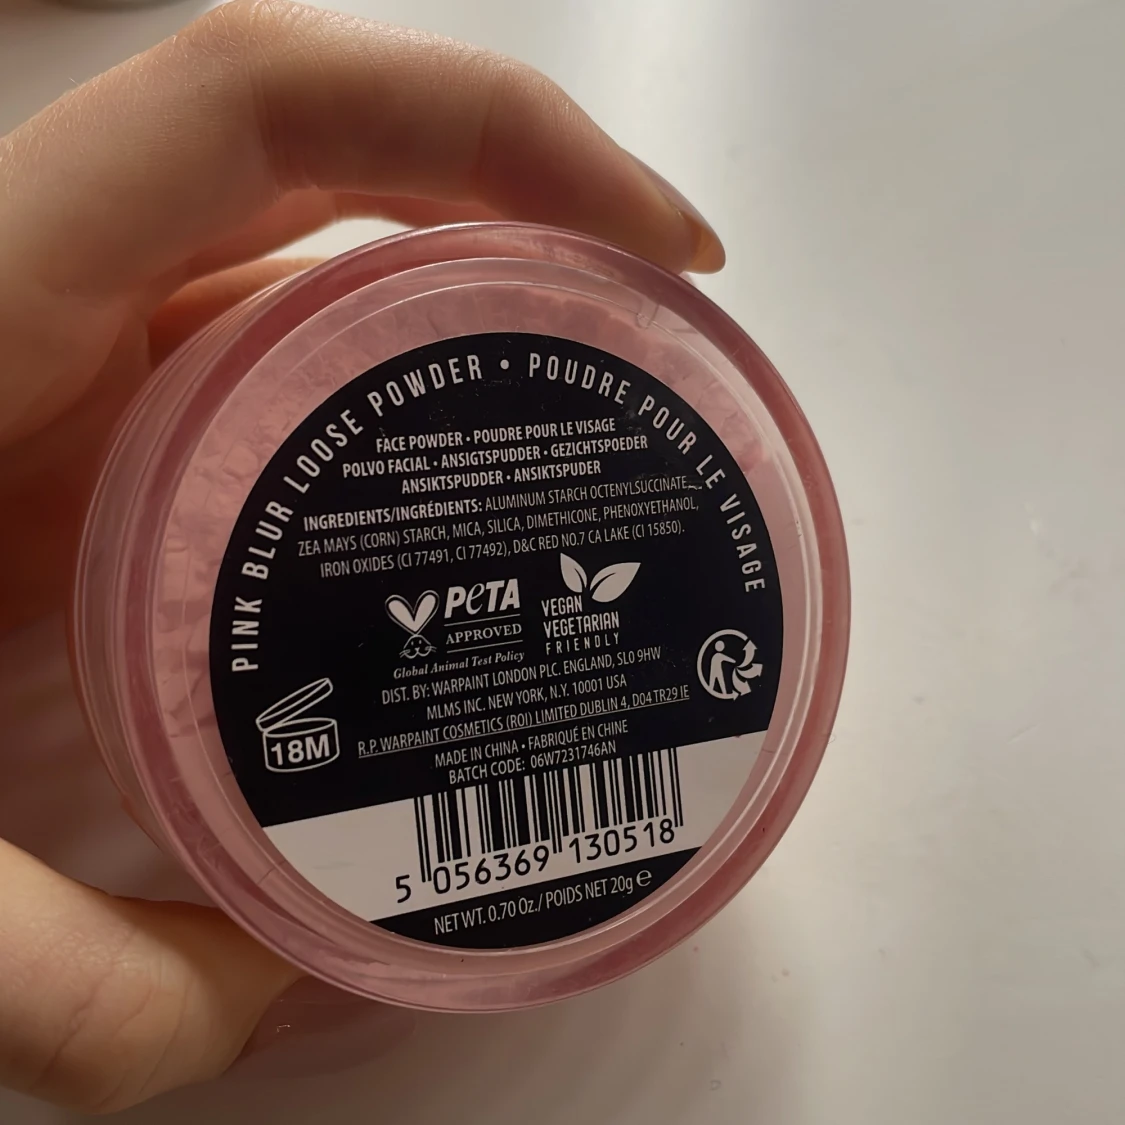 PINK BLUR LOOSE POWDER • POUDRE POUR LE VISAGE
FACE POWDER • POUDRE POUR LE VISAGE
POLVO FACIAL • ANSIGTSPUDDER • GEZICHTSPOEDER
ANSIKTSPUDDER • ANSIKTSPUDER
INGREDIENTS/INGRÉDIENTS: ALUMINUM STARCH OCTENYLSUCCINATE,
ZEA MAYS (CORN) STARCH, MICA, SILICA, DIMETHICONE, PHENOXYETHANOL,
IRON OXIDES (CI 77491, CI 77492), D&C RED NO.7 CA LAKE (CI 15850).
PETA
APPROVED
Global Animal Test Policy
VEGAN
VEGETARIAN
FRIENDLY
DIST. BY: WARPAINT LONDON PLC. ENGLAND, SL0 9HW
MLMS INC. NEW YORK, N.Y. 10001 USA
R.P. WARPAINT COSMETICS (ROI) LIMITED DUBLIN 4, D04 TR29 IE
18M
MADE IN CHINA • FABRIQUÉ EN CHINE
BATCH CODE: 06W7231746AN
5 056369 130518
NET WT. 0.70 Oz./ POIDS NET 20g ℮